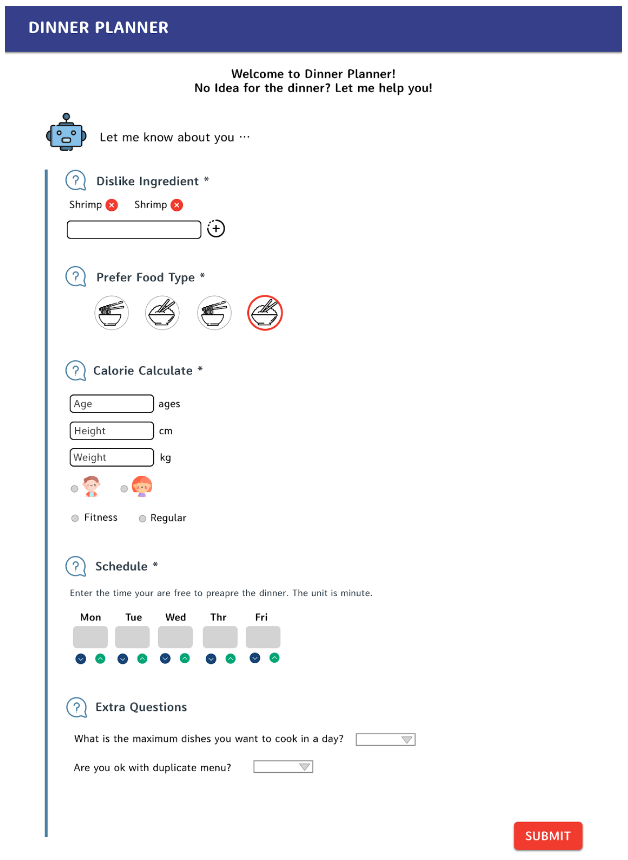 DINNER PLANNER
Welcome to Dinner Planner!
No Idea for the dinner? Let me help you!
Let me know about you ⋯
? Dislike Ingredient *
Shrimp × Shrimp ×
? Prefer Food Type *
? Calorie Calculate *
Age ages
Height cm
Weight kg
Fitness Regular
? Schedule *
Enter the time your are free to preapre the dinner. The unit is minute.
Mon Tue Wed Thr Fri
? Extra Questions
What is the maximum dishes you want to cook in a day?
Are you ok with duplicate menu?
SUBMIT